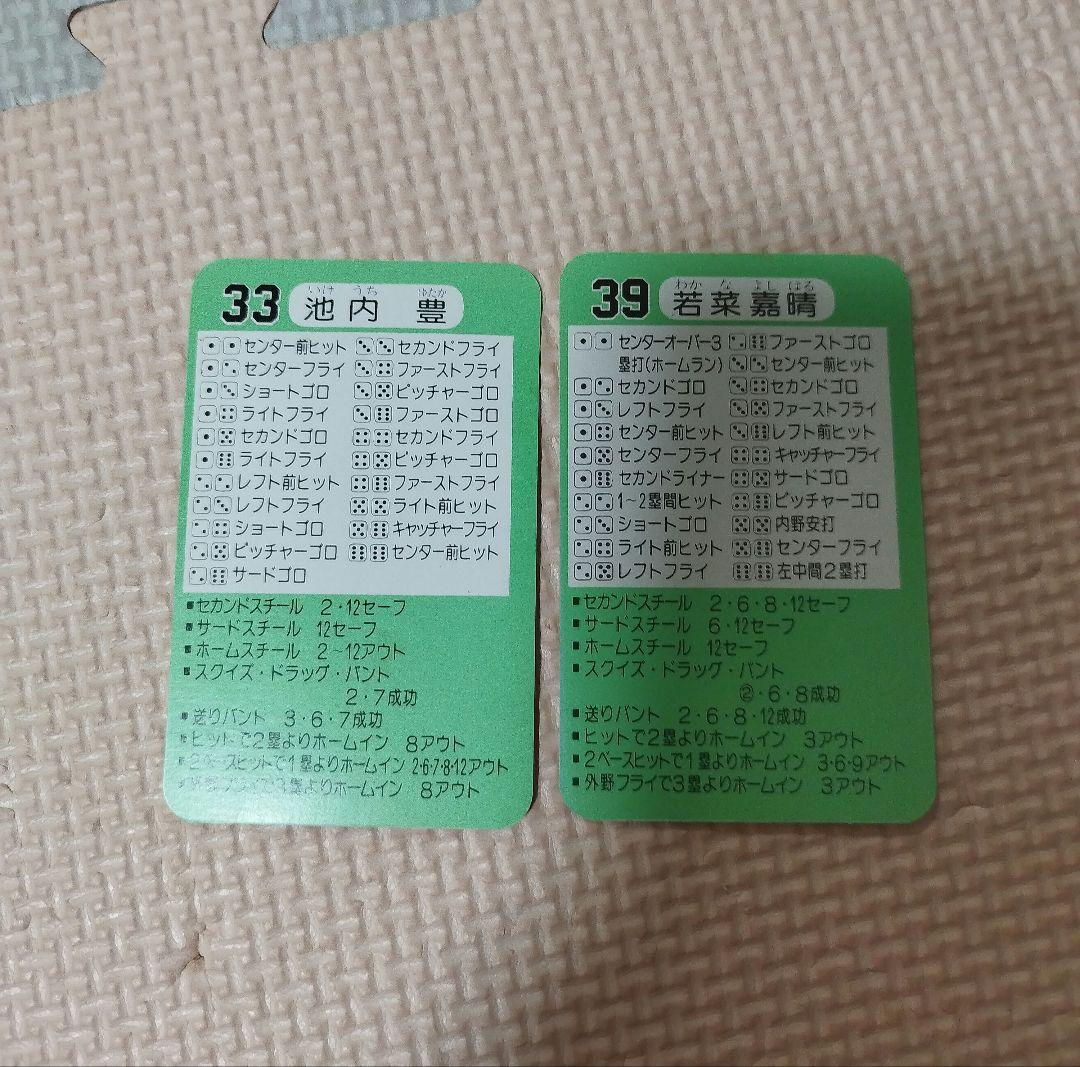 いけ うち ゆたか
33 池内 豊
センター前ヒット
センターフライ
ショートゴロ
ライトフライ
セカンドゴロ
ライトフライ
レフト前ヒット
レフトフライ
ショートゴロ
ピッチャーゴロ
サードゴロ
セカンドフライ
ファーストフライ
ピッチャーゴロ
ファーストゴロ
セカンドフライ
ピッチャーゴロ
ファーストフライ
ライト前ヒット
キャッチャーフライ
センター前ヒット
■セカンドスチール 2・12セーフ
■サードスチール 12セーフ
■ホームスチール 2~12アウト
■スクイズ・ドラッグ・バント
2・7成功
■送りバント 3・6・7成功
■ヒットで2塁よりホームイン 8アウト
■2ベースヒットで1塁よりホームイン 2・6・7・8・12アウト
■外野フライで3塁よりホームイン 8アウト
わか な よし はる
39 若菜嘉晴
センターオーバー3
塁打(ホームラン)
セカンドゴロ
レフトフライ
センター前ヒット
センターフライ
セカンドライナー
1~2塁間ヒット
ショートゴロ
ライト前ヒット
レフトフライ
ファーストゴロ
センター前ヒット
セカンドゴロ
ファーストフライ
レフト前ヒット
キャッチャーフライ
サードゴロ
ピッチャーゴロ
内野安打
センターフライ
左中間2塁打
■セカンドスチール 2・6・8・12セーフ
■サードスチール 6・12セーフ
■ホームスチール 12セーフ
■スクイズ・ドラッグ・バント
②・6・8成功
■送りバント 2・6・8・12成功
■ヒットで2塁よりホームイン 3アウト
■2ベースヒットで1塁よりホームイン 3・6・9アウト
■外野フライで3塁よりホームイン 3アウト